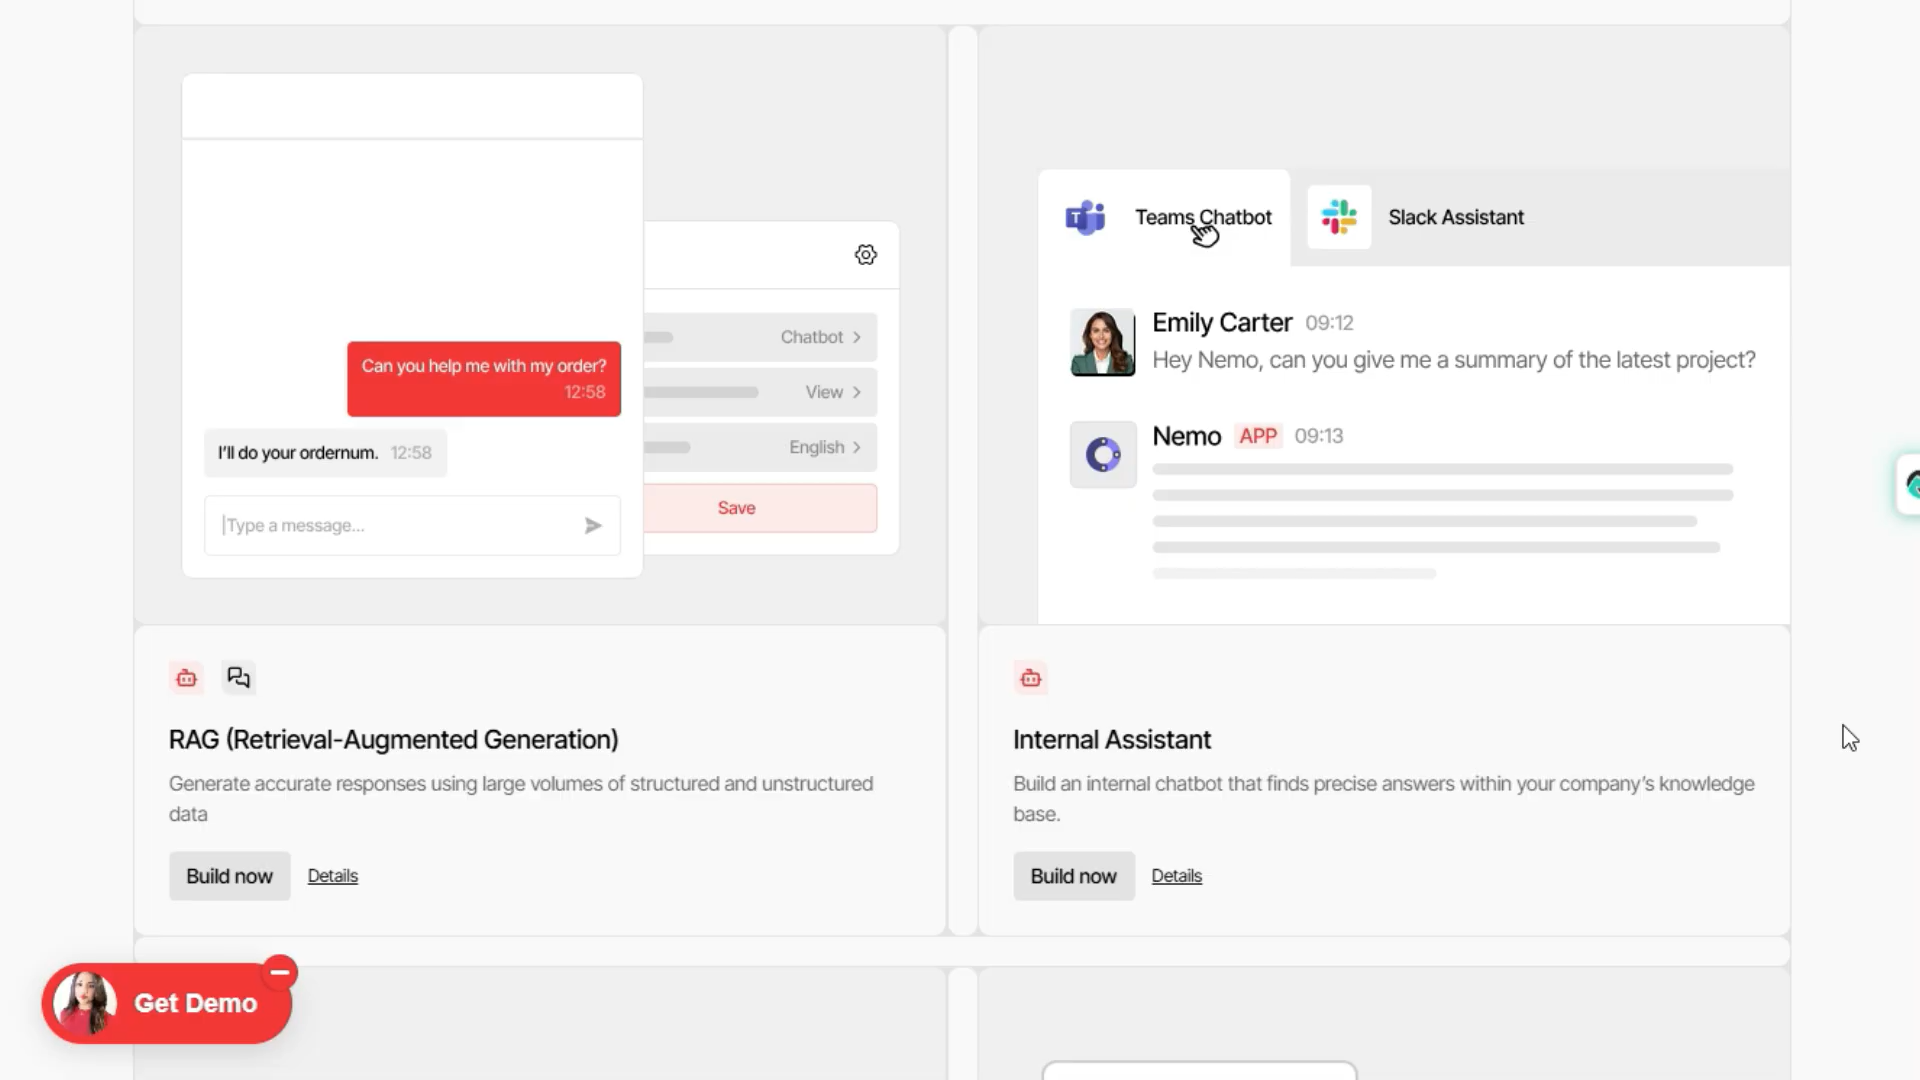 Can you help me with my order?
12:58
I'll do your ordernum. 12:58
Type a message...
Chatbot
View
English
Save
RAG (Retrieval-Augmented Generation)
Generate accurate responses using large volumes of structured and unstructured
data
Build now Details
T Teams Chatbot Slack Assistant
Emily Carter 09:12
Hey Nemo, can you give me a summary of the latest project?
Nemo APP 09:13
Internal Assistant
Build an internal chatbot that finds precise answers within your company's knowledge
base.
Build now Details
Get Demo